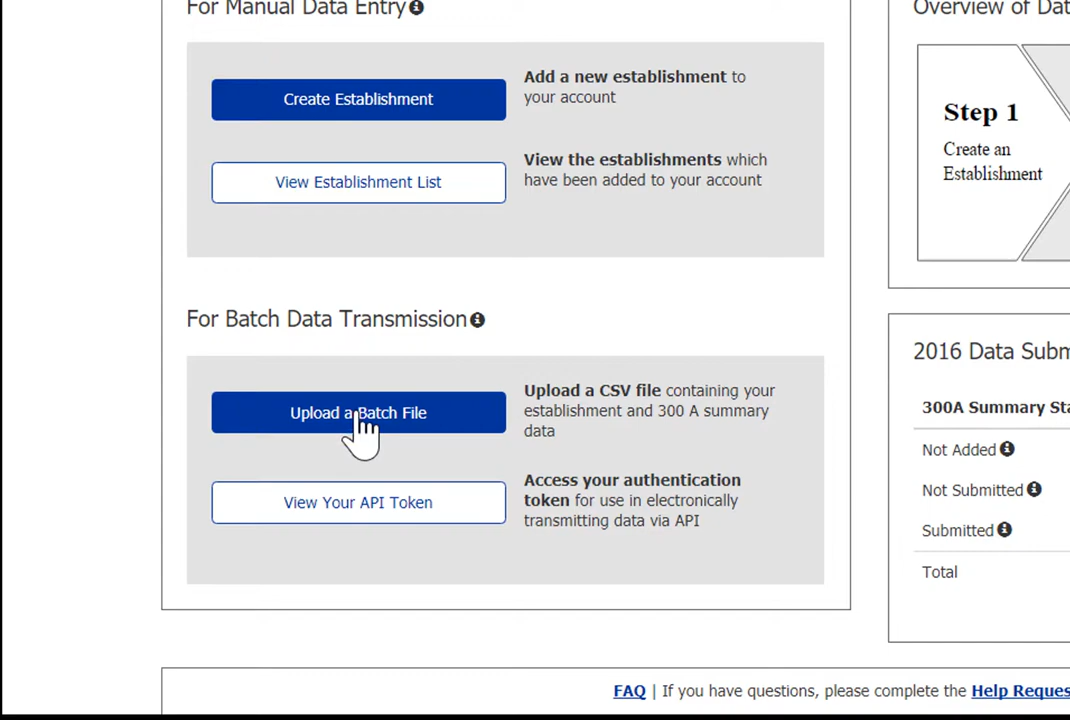 For Manual Data Entry
Create Establishment
Add a new establishment to
your account
View Establishment List
View the establishments which
have been added to your account
For Batch Data Transmission
Upload a Batch File
Upload a CSV file containing your
establishment and 300 A summary
data
View Your API Token
Access your authentication
token for use in electronically
transmitting data via API
Overview of Dat
Step 1
Create an
Establishment
2016 Data Subm
300A Summary Sta
Not Added
Not Submitted
Submitted
Total
FAQ | If you have questions, please complete the Help Reques